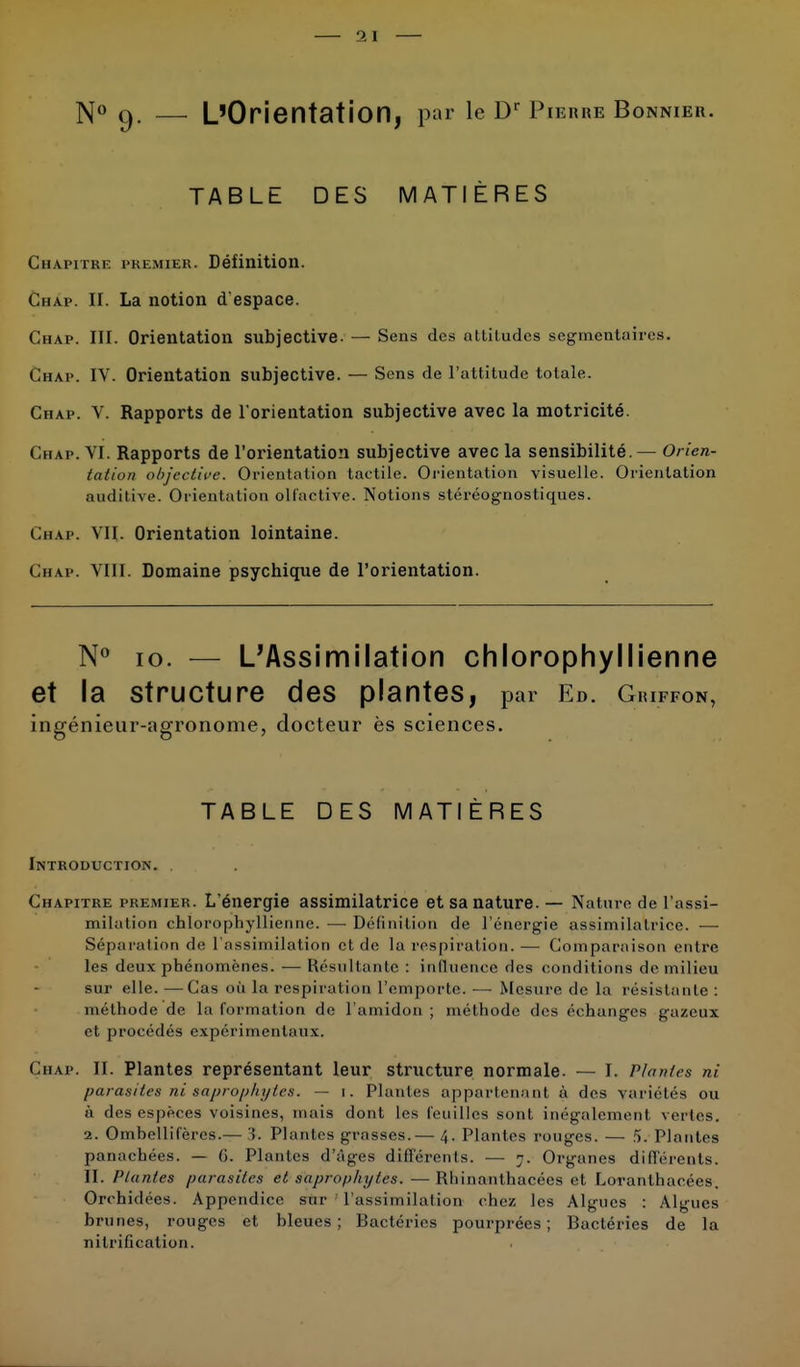 — 21 —
N° 9. — L'Orientation, par le Dr Pierre Bonnier.
TABLE DES MATIÈRES
Chapitre premier. Définition.
Chap. II. La notion d'espace.
Chap. III. Orientation subjective. — Sens des attitudes segmentaires.
Chap. IV. Orientation subjective. — Sens de l'attitude totale.
Chap. V. Rapports de l'orientation subjective avec la motricité.
Chap. VI. Rapports de l'orientation subjective avec la sensibilité. — Orien-
tation objective. Orientation tactile. Orientation visuelle. Orientation
auditive. Orientation olfactive. Notions stéréognostiques.
Chap. VII. Orientation lointaine.
Chap. VIII. Domaine psychique de l'orientation.
N° 10. — L'Assimilation chlorophyllienne
et la structure des plantes, par Ed. Griffon,
ingénieur-agronome, docteur ès sciences.
TABLE DES MATIÈRES
Introduction.
Chapitre premier. L'énergie assimilatrice et sa nature. — Nature de l'assi-
milation chlorophyllienne. — Définition de l'énergie assimilatrice. —
Séparation de l'assimilation et de la respiration. — Comparaison entre
les deux phénomènes. — Résultante : influence des conditions de milieu
sur elle. — Cas où la respiration l'emporte. — Mesure de la résistante :
méthode de la formation de l'amidon ; méthode des échanges gazeux
et procédés expérimentaux.
Chap. II. Plantes représentant leur structure normale. — I. Plantes ni
parasites ni saprophytes. — 1. Plantes appartenant à des variétés ou
à des espèces voisines, mais dont les feuilles sont inégalement vertes.
2. Ombellifères. — 3. Plantes grasses. — 4. Plantes rouges. — 5. Plantes
panachées. — 6. Plantes d'âges différents. — 7. Organes différents.
II. Plantes parasites et saprophytes. — Rhinanthacées et Loranthacées.
Orchidées. Appendice sur l'assimilation chez les Algues : Algues
brunes, rouges et bleues ; Bactéries pourprées ; Bactéries de la
nitrification.